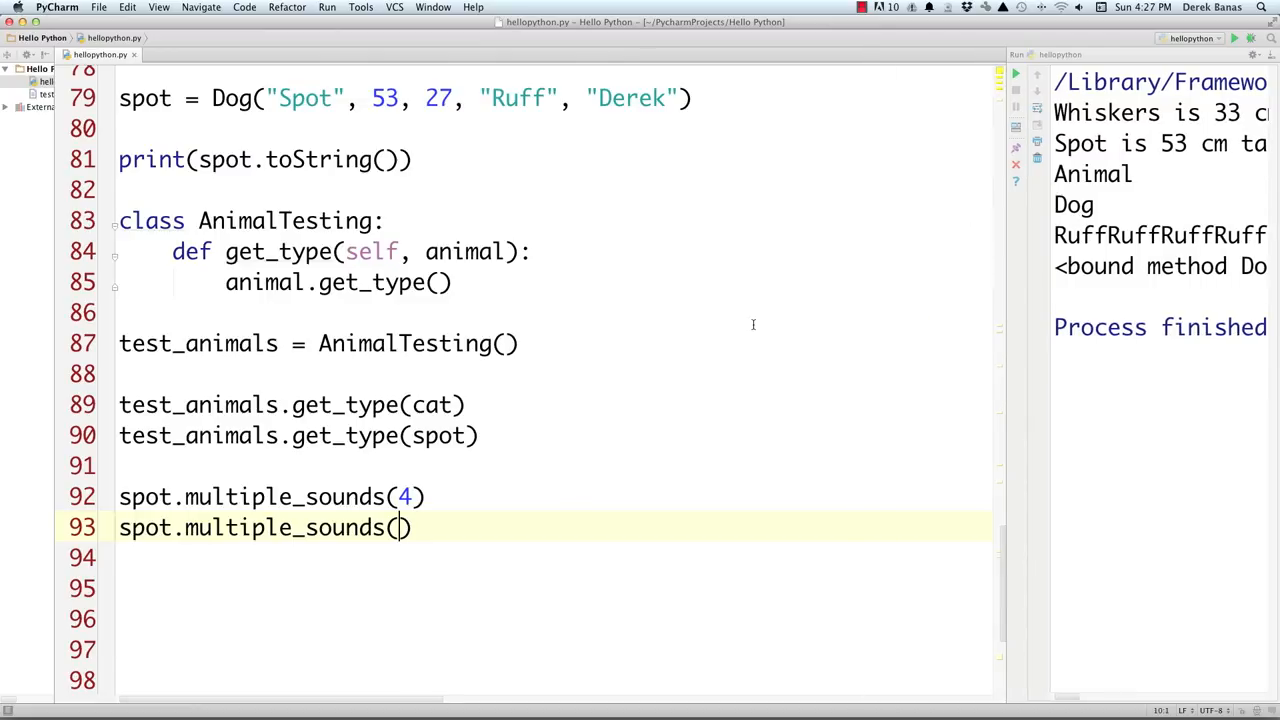 PyCharm File Edit View Navigate Code Refactor Run Tools VCS Window Help 10 Sun 4:27 PM Derek Banas
hellopython.py – Hello Python – [~/PycharmProjects/Hello Python]
Hello Python hellopython.py hellopython
hellopython.py Run hellopython
Hello P
hell
test
Externa
78
79 spot = Dog("Spot", 53, 27, "Ruff", "Derek")
80
81 print(spot.toString())
82
83 class AnimalTesting:
84 def get_type(self, animal):
85 animal.get_type()
86
87 test_animals = AnimalTesting()
88
89 test_animals.get_type(cat)
90 test_animals.get_type(spot)
91
92 spot.multiple_sounds(4)
93 spot.multiple_sounds()
94
95
96
97
98
/Library/Framewo
Whiskers is 33 c
Spot is 53 cm ta
Animal
Dog
RuffRuffRuffRuff
<bound method Do
Process finished
10:1 LF UTF-8